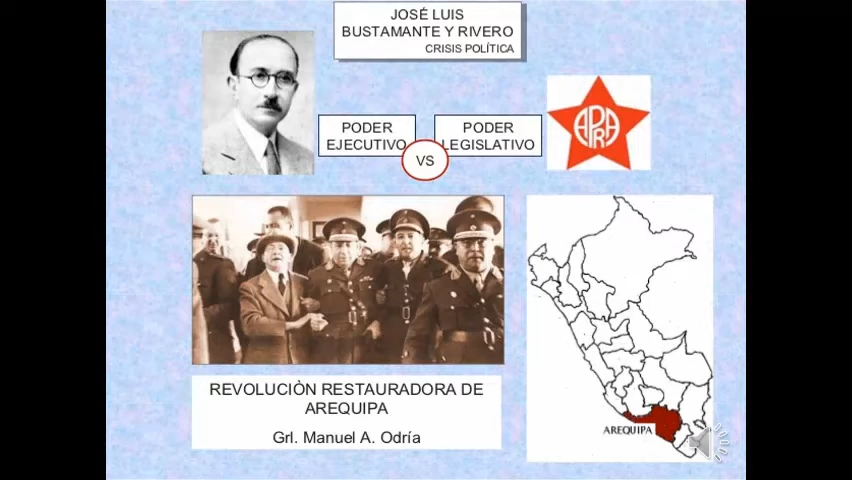 JOSÉ LUIS
BUSTAMANTE Y RIVERO
CRISIS POLÍTICA
PODER
EJECUTIVO
VS
PODER
LEGISLATIVO
APRA
REVOLUCIÒN RESTAURADORA DE
AREQUIPA
Grl. Manuel A. Odría
AREQUIPA